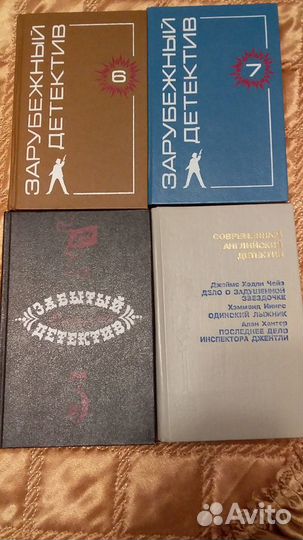 ЗАРУБЕЖНЫЙ
ДЕТЕКТИВ
6
ЗАРУБЕЖНЫЙ
ДЕТЕКТИВ
7
ЗАБЫТЫЙ
ДЕТЕКТИВ
СОВРЕМЕННЫЙ
АНГЛИЙСКИЙ
ДЕТЕКТИВ
Джеймс Хэдли Чейз
ДЕЛО О ЗАДУШЕННОЙ
ЗВЕЗДОЧКЕ
Хэммонд Иннес
ОДИНСКИЙ ЛЫЖНИК
Алан Хантер
ПОСЛЕДНЕЕ ДЕЛО
ИНСПЕКТОРА ДЖЕНТЛИ
Avito